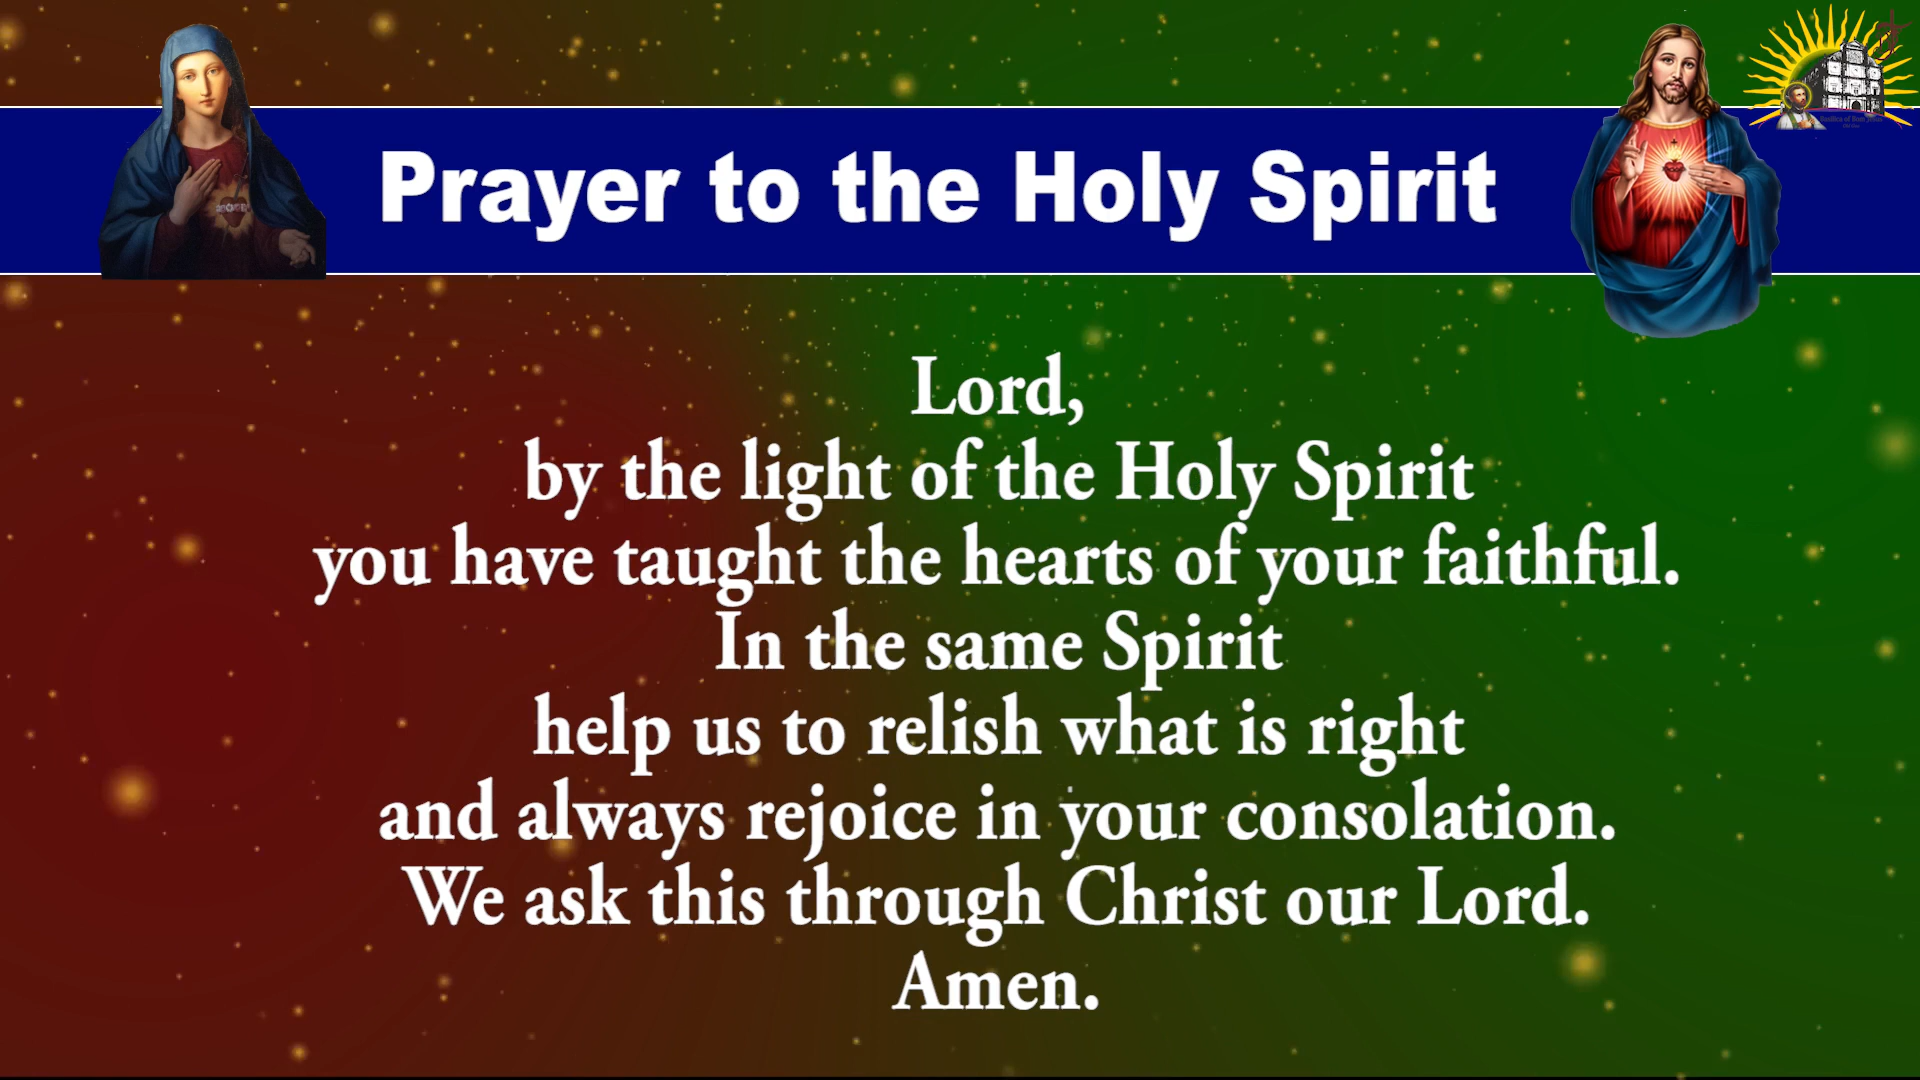 Prayer to the Holy Spirit
Lord,
by the light of the Holy Spirit
you have taught the hearts of your faithful.
In the same Spirit
help us to relish what is right
and always rejoice in your consolation.
We ask this through Christ our Lord.
Amen.